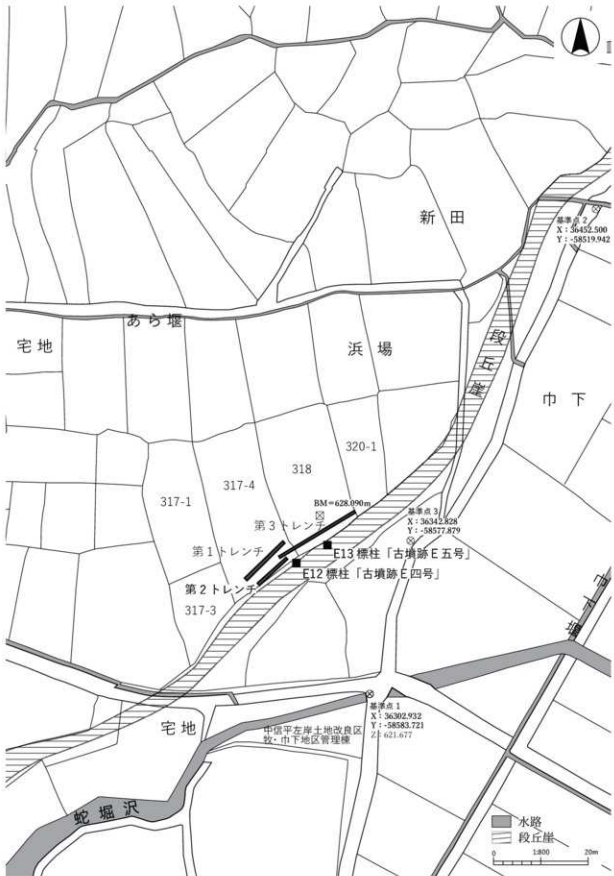 新田
基準点 2
X：36452.500
Y：-58519.942
あら堰
宅地
浜場
段丘崖
巾下
320-1
318
317-4
317-1
BM＝628.090m
基準点 3
X：36342.828
Y：-58577.879
第3トレンチ
第1トレンチ
E13 標柱「古墳跡E五号」
E12 標柱「古墳跡E四号」
第2トレンチ
317-3
巾下堰
基準点 1
X：36302.932
Y：-58583.721
Z：621.677
宅地
中信平左岸土地改良区
牧・巾下地区管理棟
蛇堀沢
水路
段丘崖
0 1:800 20m